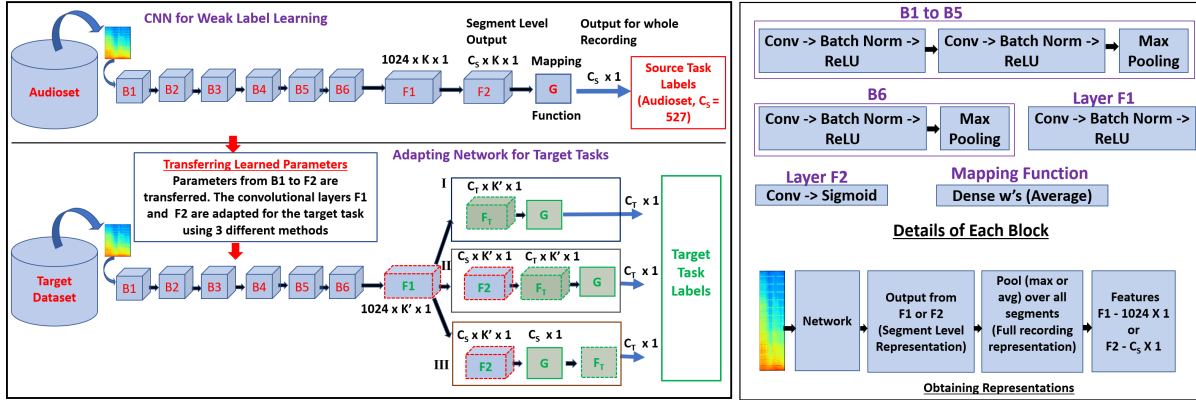 CNN for Weak Label Learning
Audioset
B1
B2
B3
B4
B5
B6
1024 x K x 1
F1
Segment Level
Output
C_S x K x 1
F2
Mapping
G
Function
Output for whole
Recording
C_S x 1
Source Task
Labels
(Audioset, C_S =
527)
Transferring Learned Parameters
Parameters from B1 to F2 are
transferred. The convolutional layers F1
and F2 are adapted for the target task
using 3 different methods
Adapting Network for Target Tasks
Target
Dataset
B1
B2
B3
B4
B5
B6
F1
1024 x K' x 1
I
C_T x K' x 1
F_T
G
C_T x 1
II
C_S x K' x 1
C_T x K' x 1
F2
F_T
G
C_T x 1
III
C_S x K' x 1
C_S x 1
F2
G
F_T
C_T x 1
Target
Task
Labels
B1 to B5
Conv -> Batch Norm ->
ReLU
Conv -> Batch Norm ->
ReLU
Max
Pooling
B6
Conv -> Batch Norm ->
ReLU
Max
Pooling
Layer F1
Conv -> Batch Norm ->
ReLU
Layer F2
Conv -> Sigmoid
Mapping Function
Dense w's (Average)
Details of Each Block
Network
Output from
F1 or F2
(Segment Level
Representation)
Pool (max or
avg) over all
segments
(Full recording
representation)
Features
F1 - 1024 X 1
or
F2 - C_S X 1
Obtaining Representations